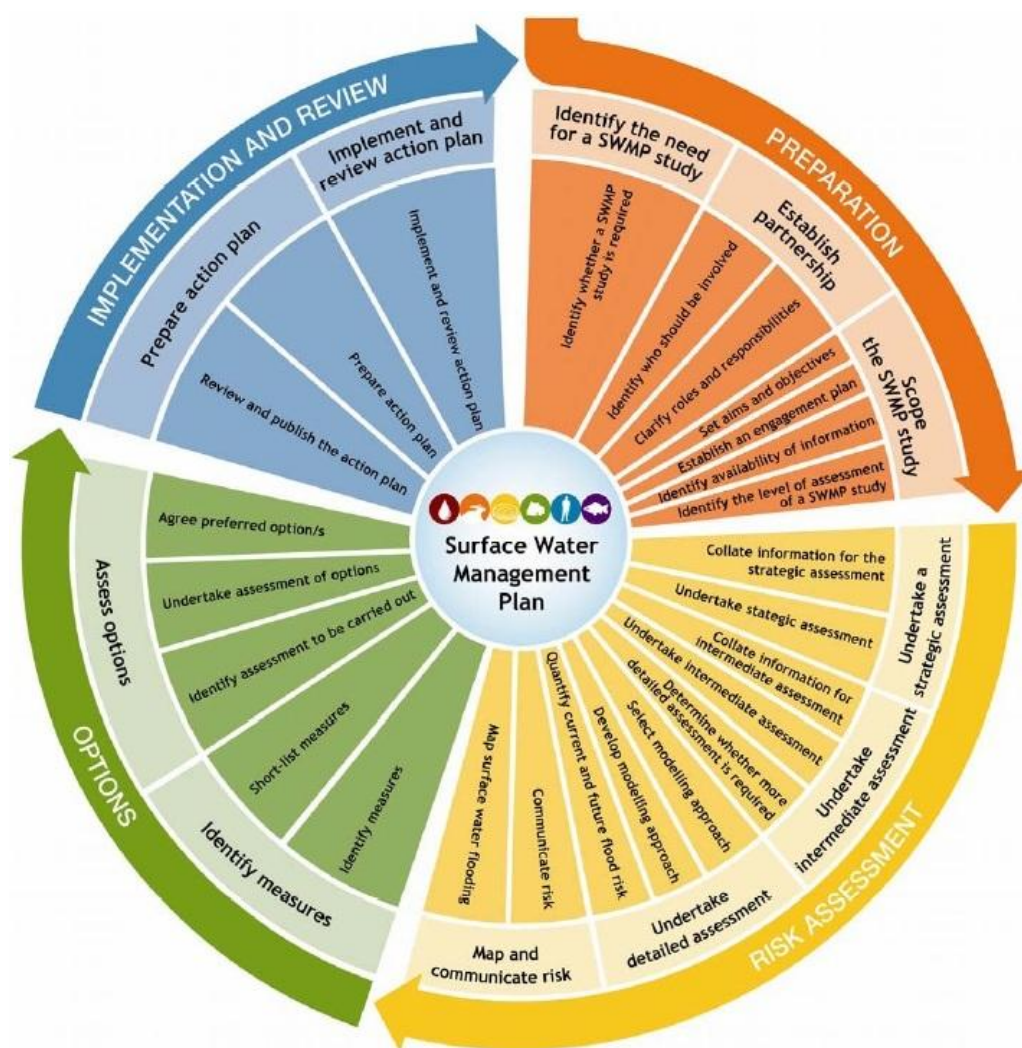 PREPARATION
Identify the need
for a SWMP study
Identify whether a SWMP
study is required
Establish
partnership
Identify who should be involved
Clarify roles and responsibilities
Scope
the SWMP study
Set aims and objectives
Establish an engagement plan
Identify availability of information
Identify the level of assessment
of a SWMP study
RISK ASSESSMENT
Undertake a
strategic assessment
Collate information for the
strategic assessment
Undertake stategic assessment
Undertake
intermediate assessment
Collate information for
intermediate assessment
Undertake intermediate assessment
Determine whether more
detailed assessment is required
Undertake
detailed assessment
Select modelling approach
Develop modelling approach
Quantify current and future flood risk
Map and
communicate risk
Communicate risk
Map surface water flooding
OPTIONS
Identify measures
Identify measures
Short-list measures
Assess options
Identify assessment to be carried out
Undertake assessment of options
Agree preferred option/s
IMPLEMENTATION AND REVIEW
Prepare action plan
Review and publish the action plan
Prepare action plan
Implement and
review action plan
Implement and review action plan
Surface Water
Management
Plan